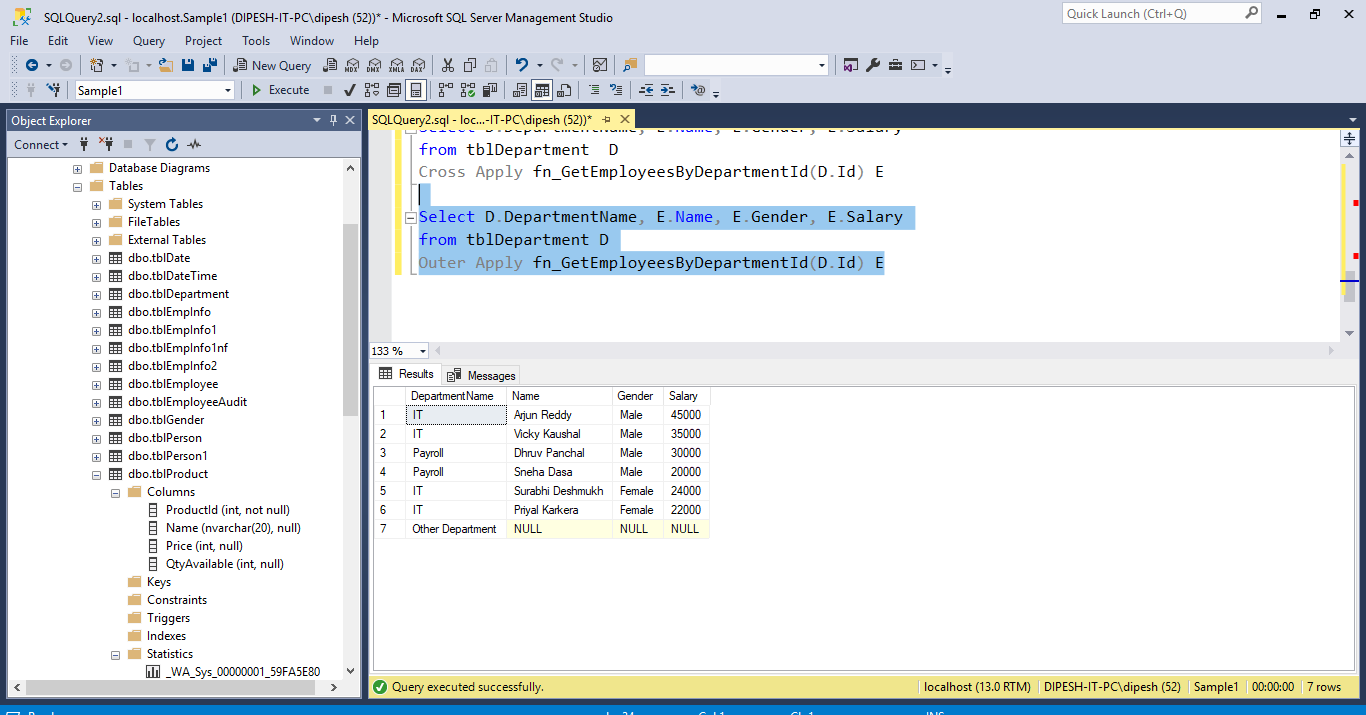 SQLQuery2.sql - localhost.Sample1 (DIPESH-IT-PC\dipesh (52))* - Microsoft SQL Server Management Studio
Quick Launch (Ctrl+Q)
File Edit View Query Project Tools Window Help
New Query MDX DMX XMLA DAX
Sample1 Execute
Object Explorer
Connect
Database Diagrams
Tables
System Tables
FileTables
External Tables
dbo.tblDate
dbo.tblDateTime
dbo.tblDepartment
dbo.tblEmpInfo
dbo.tblEmpInfo1
dbo.tblEmpInfo1nf
dbo.tblEmpInfo2
dbo.tblEmployee
dbo.tblEmployeeAudit
dbo.tblGender
dbo.tblPerson
dbo.tblPerson1
dbo.tblProduct
Columns
ProductId (int, not null)
Name (nvarchar(20), null)
Price (int, null)
QtyAvailable (int, null)
Keys
Constraints
Triggers
Indexes
Statistics
_WA_Sys_00000001_59FA5E80
SQLQuery2.sql - loc...-IT-PC\dipesh (52))*
Select D.DepartmentName, E.Name, E.Gender, E.Salary
from tblDepartment  D
Cross Apply fn_GetEmployeesByDepartmentId(D.Id) E
Select D.DepartmentName, E.Name, E.Gender, E.Salary
from tblDepartment D
Outer Apply fn_GetEmployeesByDepartmentId(D.Id) E
133 %
Results Messages
DepartmentName Name Gender Salary
1 IT Arjun Reddy Male 45000
2 IT Vicky Kaushal Male 35000
3 Payroll Dhruv Panchal Male 30000
4 Payroll Sneha Dasa Male 20000
5 IT Surabhi Deshmukh Female 24000
6 IT Priyal Karkera Female 22000
7 Other Department NULL NULL NULL
Query executed successfully.
localhost (13.0 RTM) DIPESH-IT-PC\dipesh (52) Sample1 00:00:00 7 rows